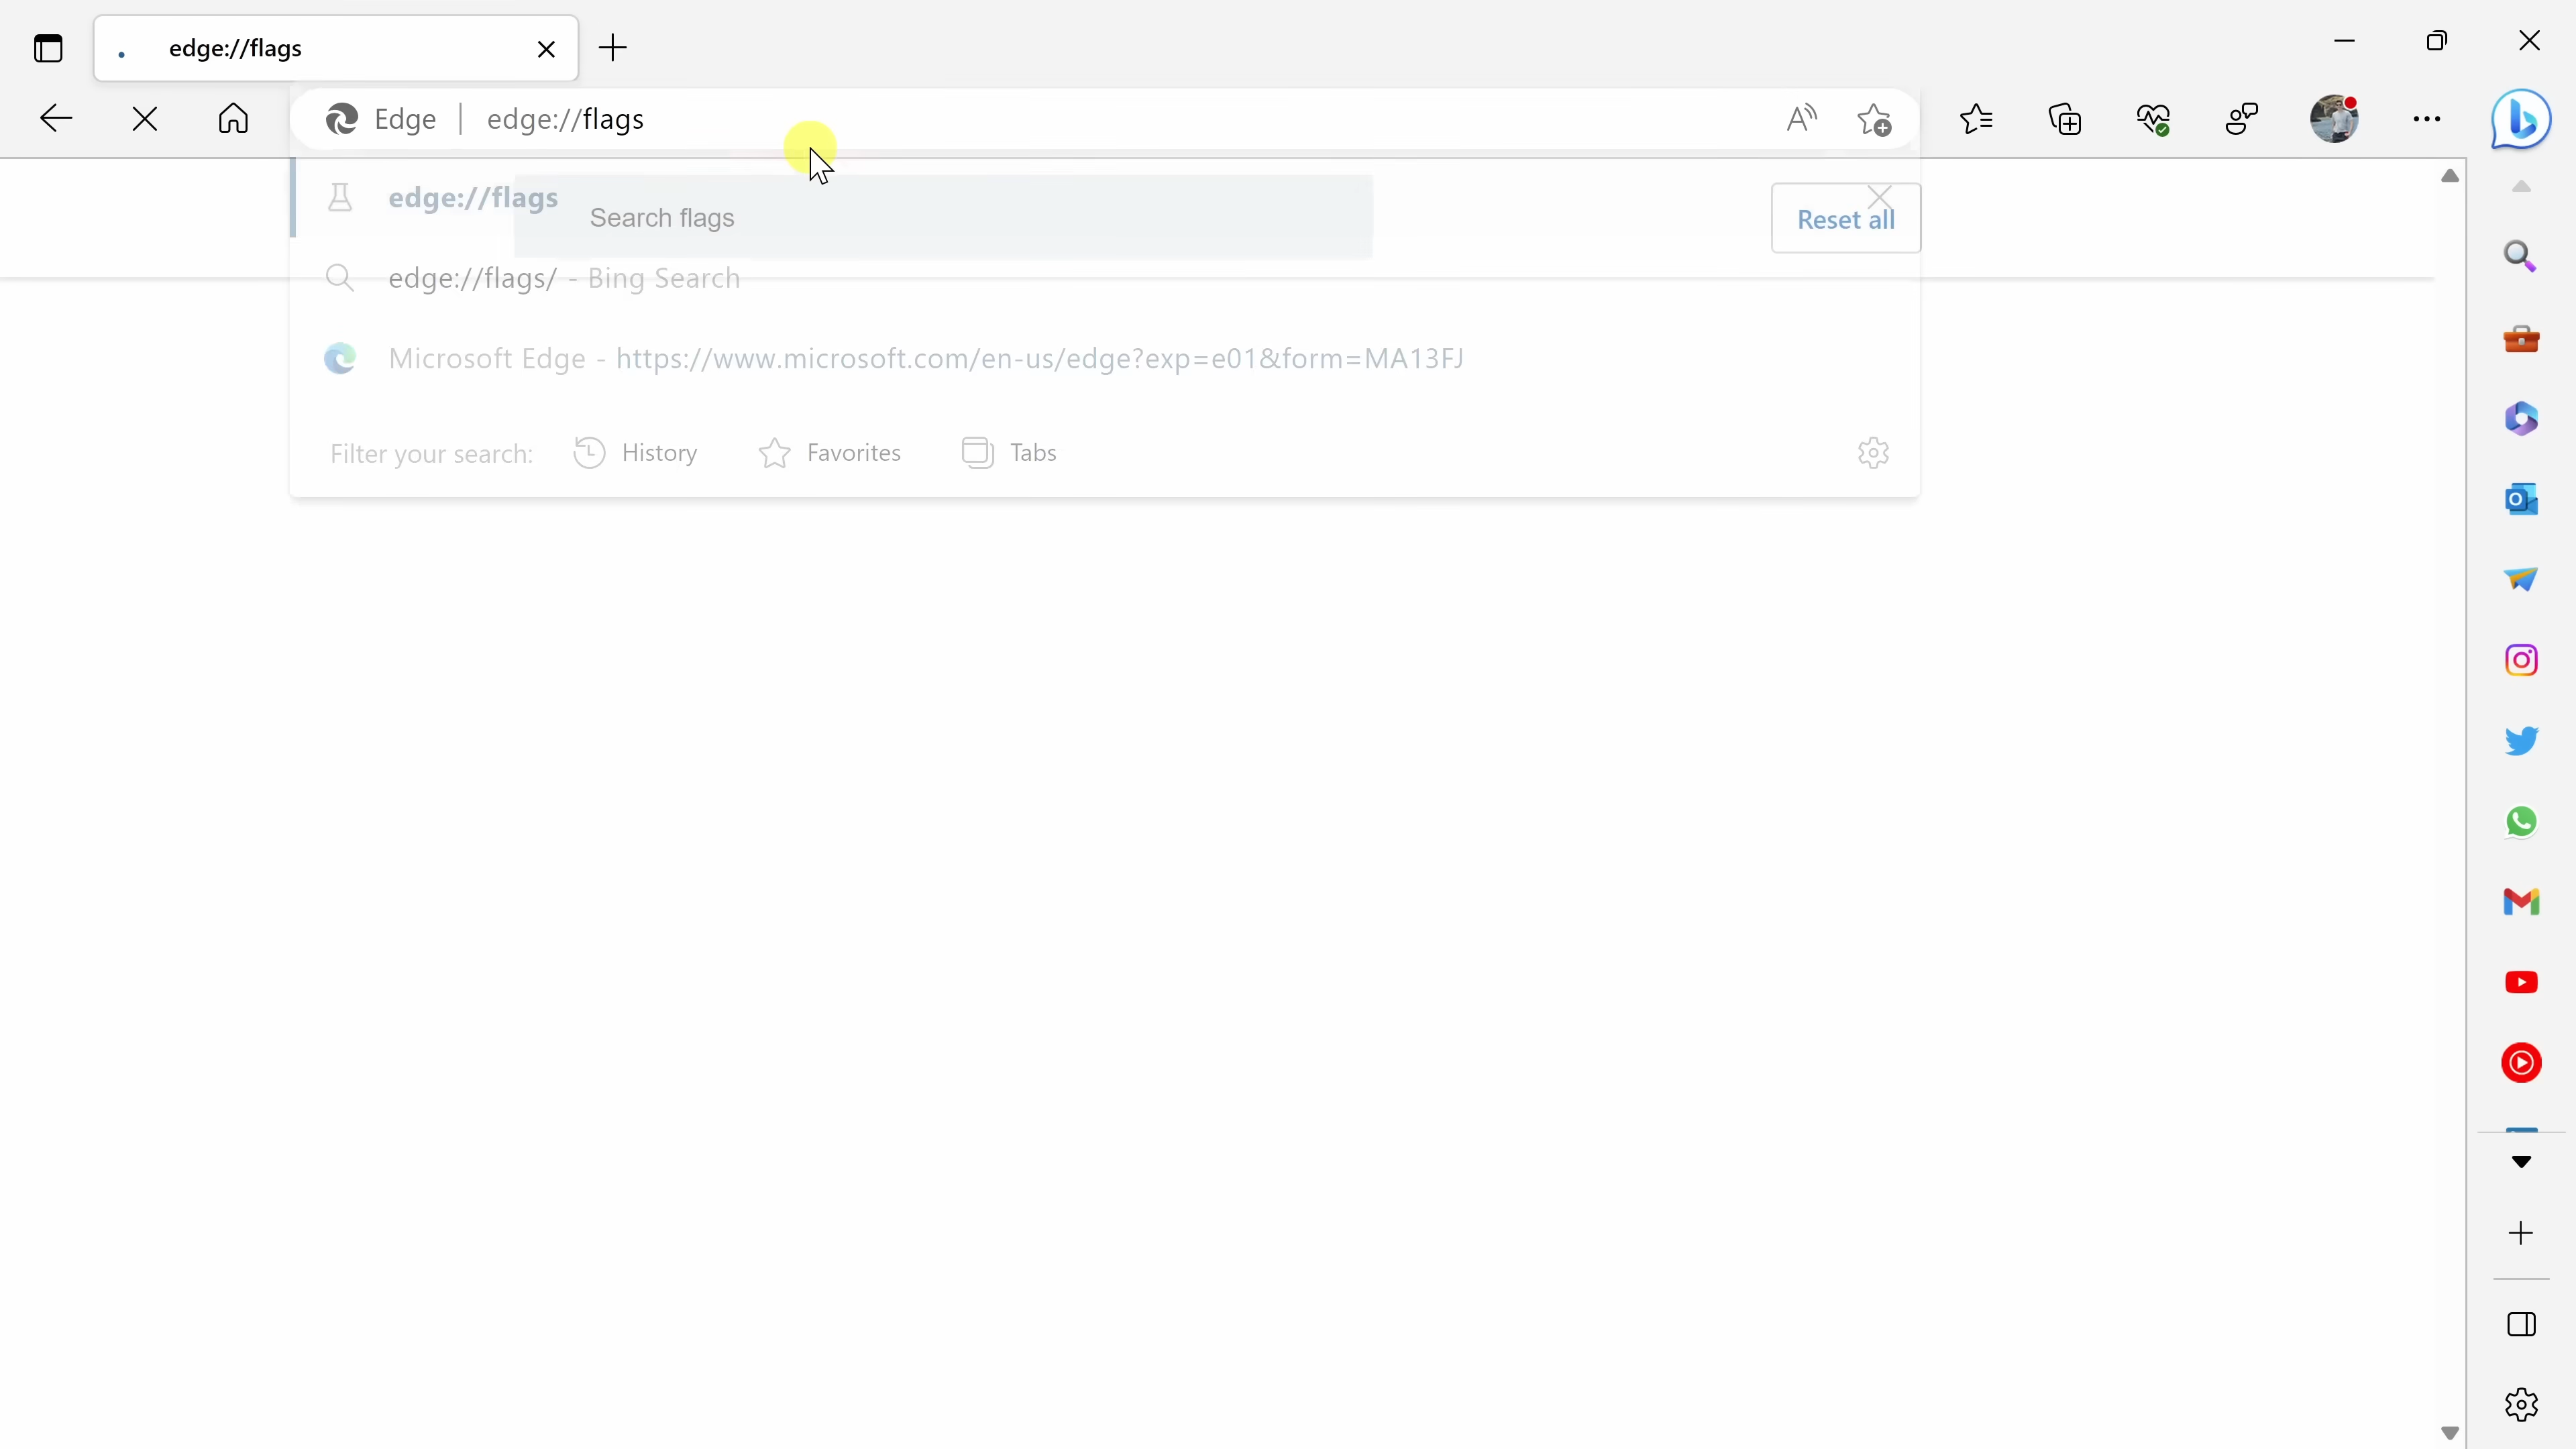 edge://flags
Edge | edge://flags
edge://flags
Search flags
Reset all
edge://flags/ - Bing Search
Microsoft Edge - https://www.microsoft.com/en-us/edge?exp=e01&form=MA13FJ
Filter your search: History Favorites Tabs